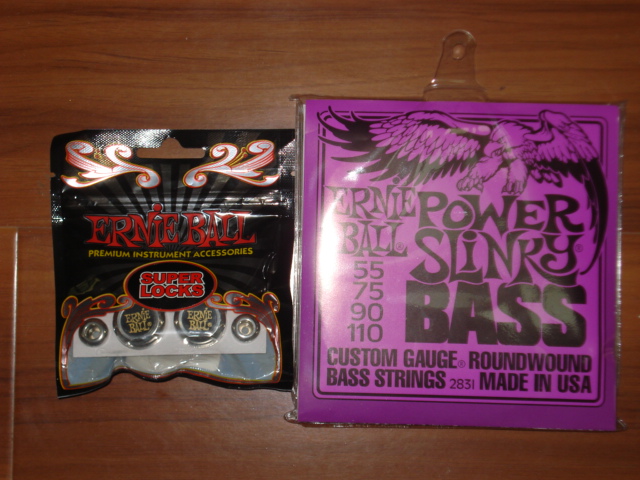 ERNIE BALL
PREMIUM INSTRUMENT ACCESSORIES
SUPER
LOCKS
ERNIE
BALL
ERNIE
BALL
ERNIE
BALL®
POWER
SLINKY®
BASS
55
75
90
110
CUSTOM GAUGE® ROUNDWOUND
BASS STRINGS 2831 MADE IN USA